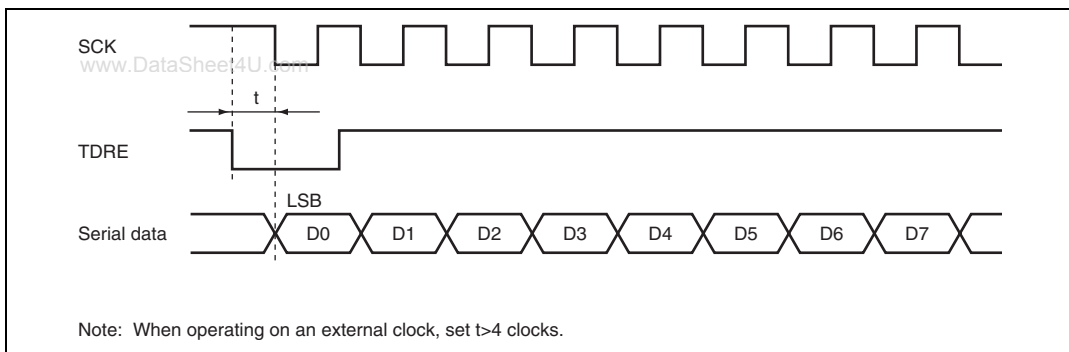 SCK
www.DataSheet4U.com
t
TDRE
LSB
Serial data D0 D1 D2 D3 D4 D5 D6 D7
Note: When operating on an external clock, set t>4 clocks.